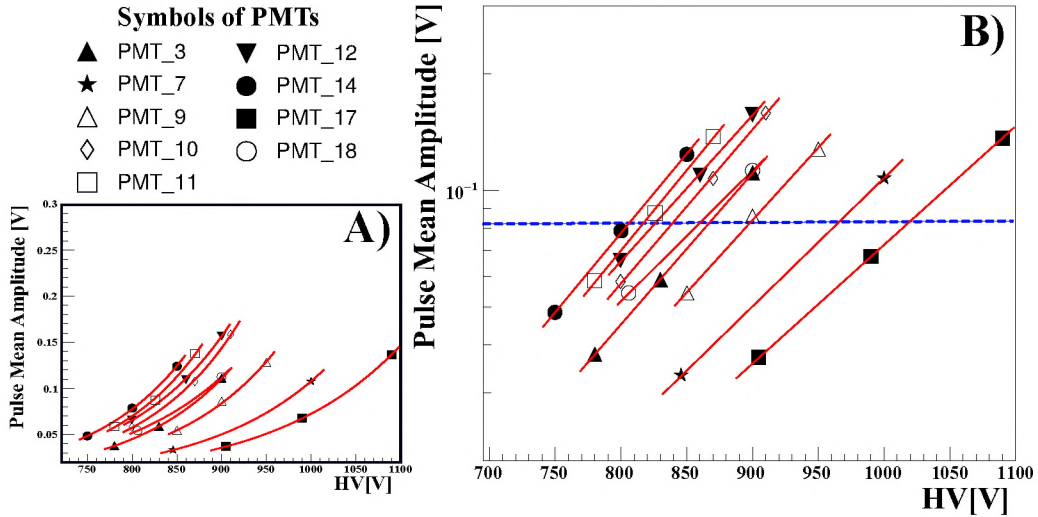 Symbols of PMTs
PMT_3
PMT_7
PMT_9
PMT_10
PMT_11
PMT_12
PMT_14
PMT_17
PMT_18
A)
Pulse Mean Amplitude [V]
0.3
0.25
0.2
0.15
0.1
0.05
750 800 850 900 950 1000 1050 1100
HV[V]
B)
Pulse Mean Amplitude [V]
10⁻¹
700 750 800 850 900 950 1000 1050 1100
HV[V]